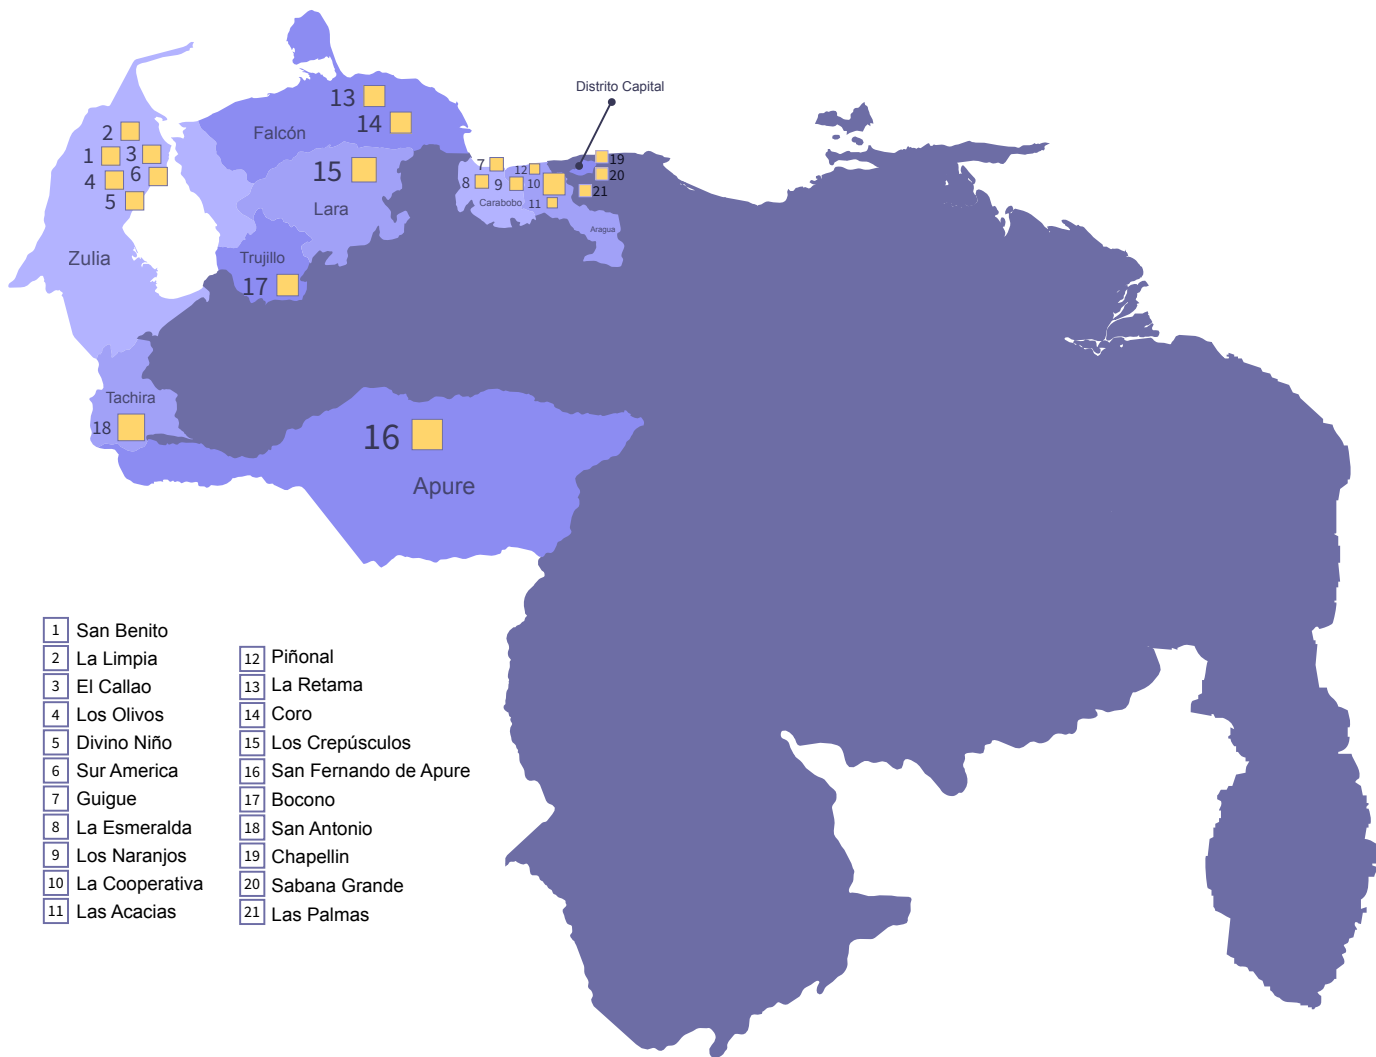 Distrito Capital
13
14
Falcón
2
1
3
4
6
5
15
Lara
7
8
9
12
10
11
Carabobo
19
20
21
Aragua
Zulia
Trujillo
17
Tachira
18
16
Apure
1 San Benito
2 La Limpia
3 El Callao
4 Los Olivos
5 Divino Niño
6 Sur America
7 Guigue
8 La Esmeralda
9 Los Naranjos
10 La Cooperativa
11 Las Acacias
12 Piñonal
13 La Retama
14 Coro
15 Los Crepúsculos
16 San Fernando de Apure
17 Bocono
18 San Antonio
19 Chapellin
20 Sabana Grande
21 Las Palmas